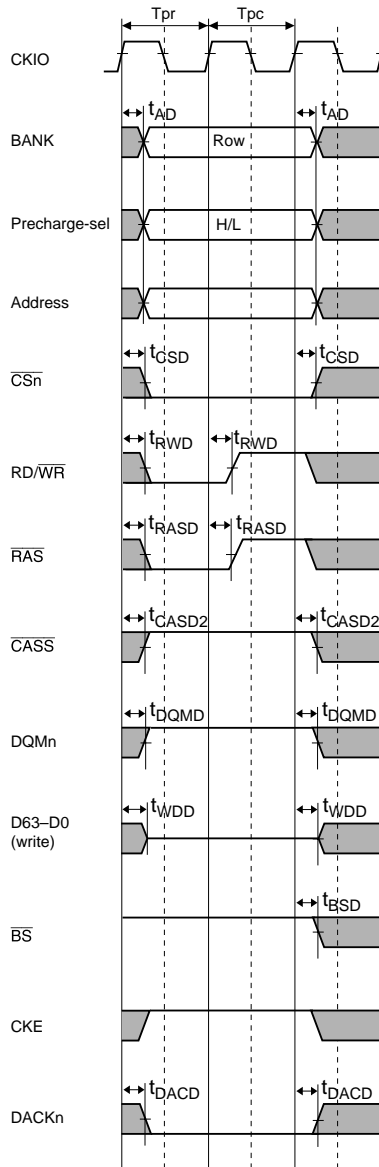 Tpr Tpc
CKIO
tAD tAD
BANK Row
Precharge-sel H/L
Address
tCSD tCSD
CSn
tRWD tRWD
RD/WR
tRASD tRASD
RAS
tCASD2 tCASD2
CASS
tDQMD tDQMD
DQMn
tWDD tWDD
D63–D0
(write)
tBSD
BS
CKE
tDACD tDACD
DACKn